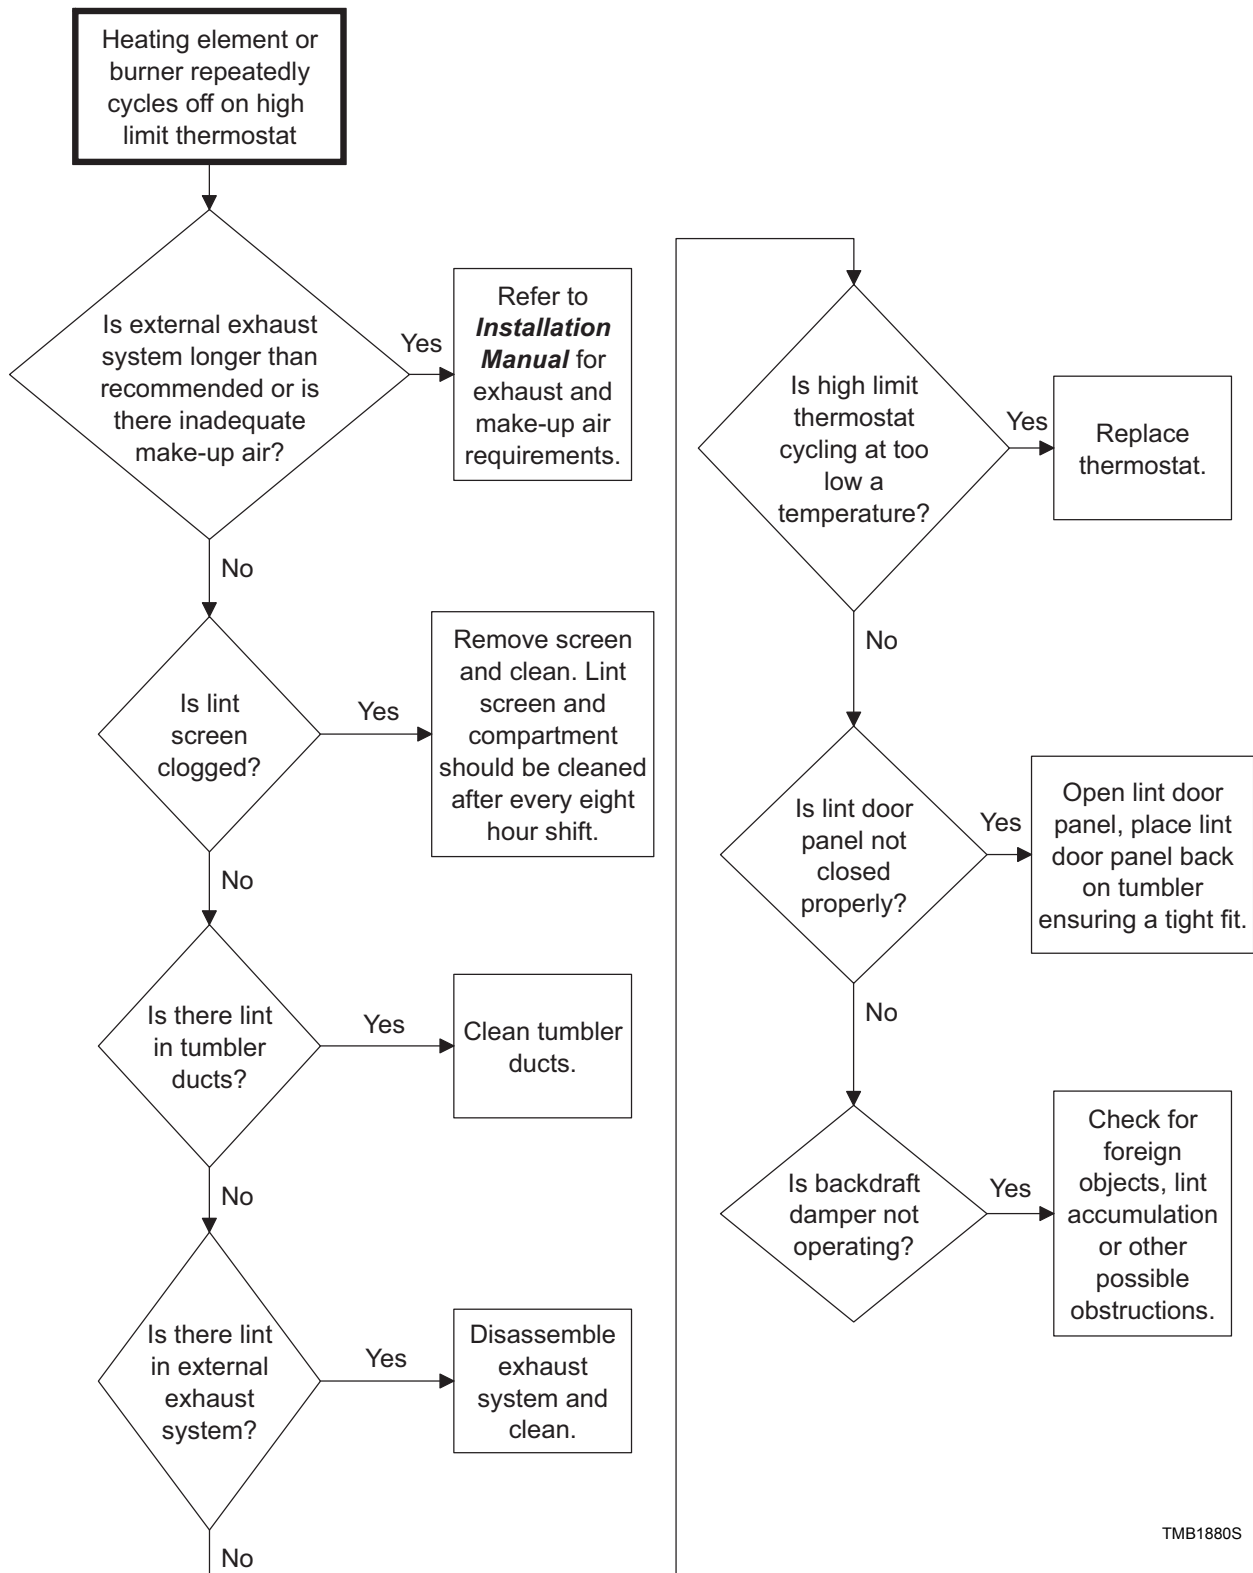 Heating element or
burner repeatedly
cycles off on high
limit thermostat
Is external exhaust
system longer than
recommended or is
there inadequate
make-up air?
Yes
Refer to
Installation
Manual for
exhaust and
make-up air
requirements.
No
Is lint
screen
clogged?
Yes
Remove screen
and clean. Lint
screen and
compartment
should be cleaned
after every eight
hour shift.
No
Is there lint
in tumbler
ducts?
Yes
Clean tumbler
ducts.
No
Is there lint
in external
exhaust
system?
Yes
Disassemble
exhaust
system and
clean.
No
Is high limit
thermostat
cycling at too
low a
temperature?
Yes
Replace
thermostat.
No
Is lint door
panel not
closed
properly?
Yes
Open lint door
panel, place lint
door panel back
on tumbler
ensuring a tight fit.
No
Is backdraft
damper not
operating?
Yes
Check for
foreign
objects, lint
accumulation
or other
possible
obstructions.
TMB1880S